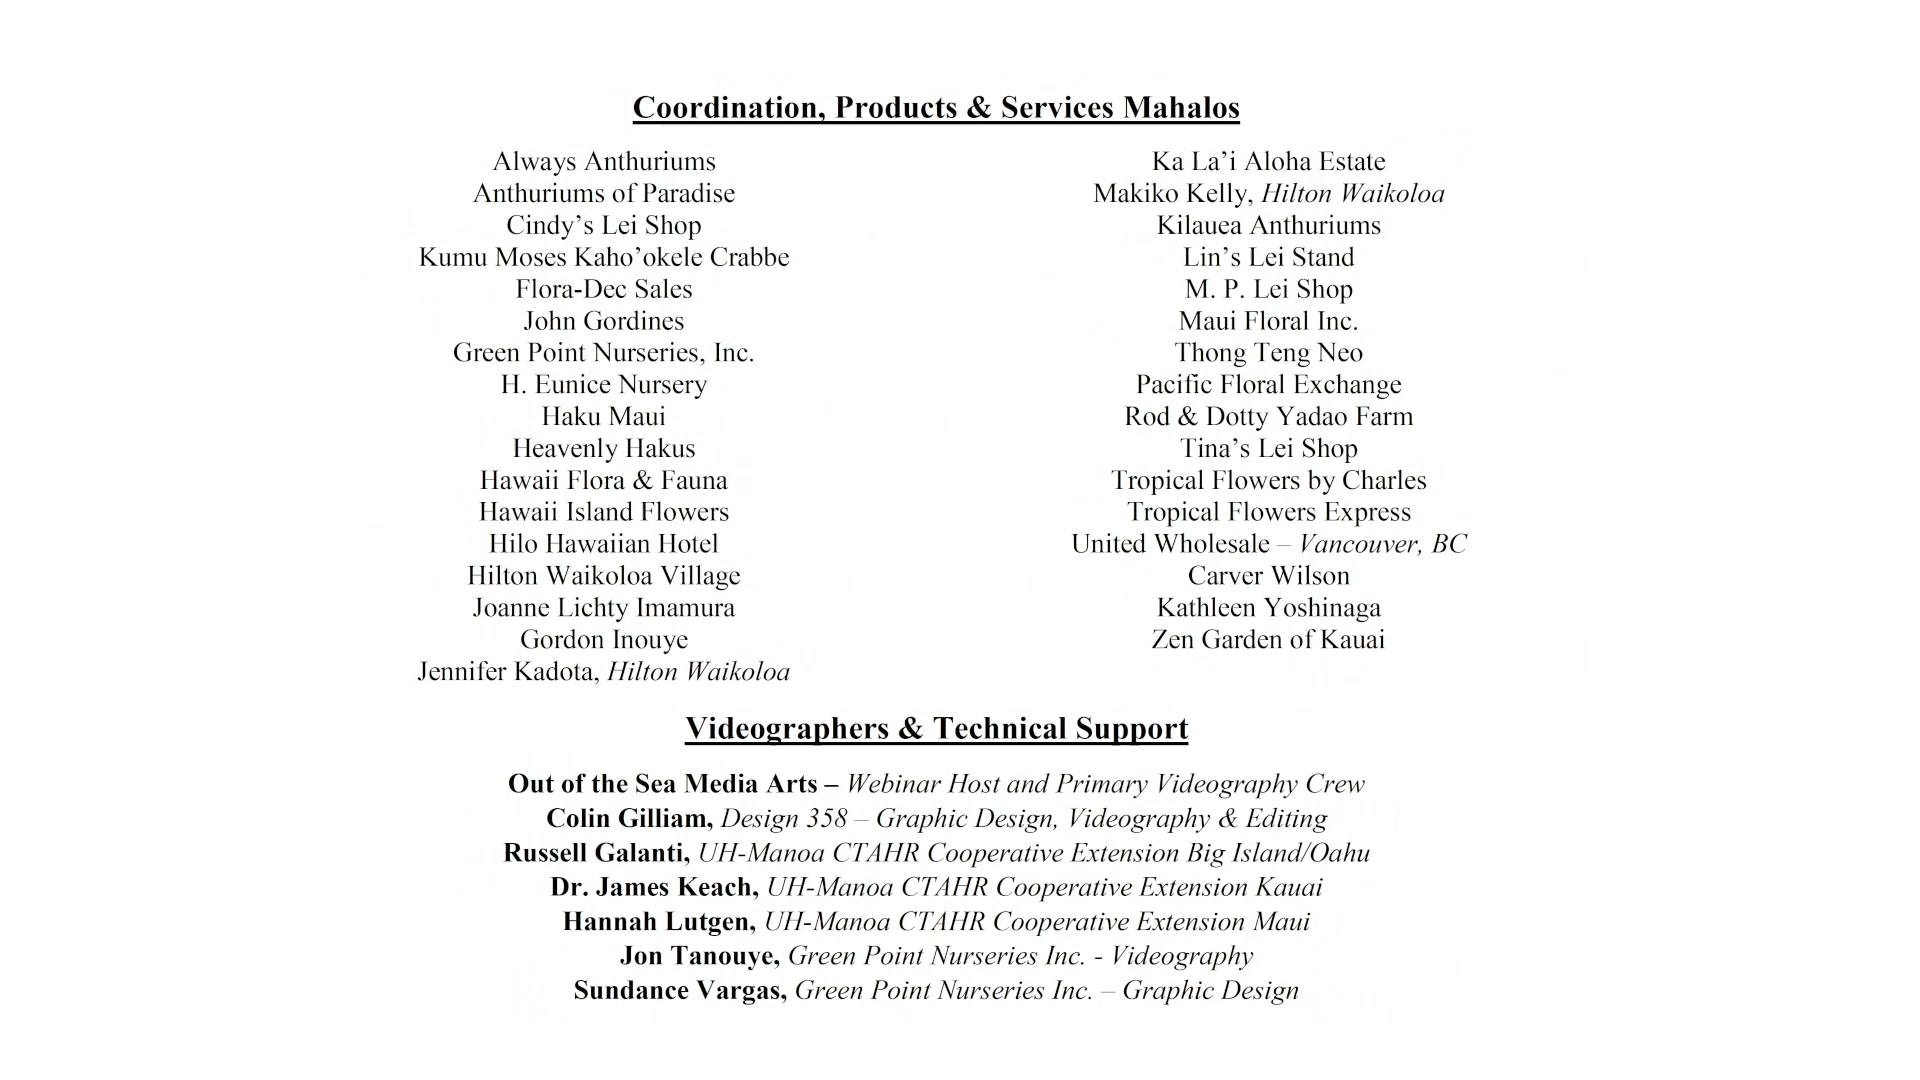 Coordination, Products & Services Mahalos
Always Anthuriums
Anthuriums of Paradise
Cindy’s Lei Shop
Kumu Moses Kaho’okele Crabbe
Flora-Dec Sales
John Gordines
Green Point Nurseries, Inc.
H. Eunice Nursery
Haku Maui
Heavenly Hakus
Hawaii Flora & Fauna
Hawaii Island Flowers
Hilo Hawaiian Hotel
Hilton Waikoloa Village
Joanne Lichty Imamura
Gordon Inouye
Jennifer Kadota, Hilton Waikoloa
Ka La’i Aloha Estate
Makiko Kelly, Hilton Waikoloa
Kilauea Anthuriums
Lin’s Lei Stand
M. P. Lei Shop
Maui Floral Inc.
Thong Teng Neo
Pacific Floral Exchange
Rod & Dotty Yadao Farm
Tina’s Lei Shop
Tropical Flowers by Charles
Tropical Flowers Express
United Wholesale – Vancouver, BC
Carver Wilson
Kathleen Yoshinaga
Zen Garden of Kauai
Videographers & Technical Support
Out of the Sea Media Arts – Webinar Host and Primary Videography Crew
Colin Gilliam, Design 358 – Graphic Design, Videography & Editing
Russell Galanti, UH-Manoa CTAHR Cooperative Extension Big Island/Oahu
Dr. James Keach, UH-Manoa CTAHR Cooperative Extension Kauai
Hannah Lutgen, UH-Manoa CTAHR Cooperative Extension Maui
Jon Tanouye, Green Point Nurseries Inc. - Videography
Sundance Vargas, Green Point Nurseries Inc. – Graphic Design